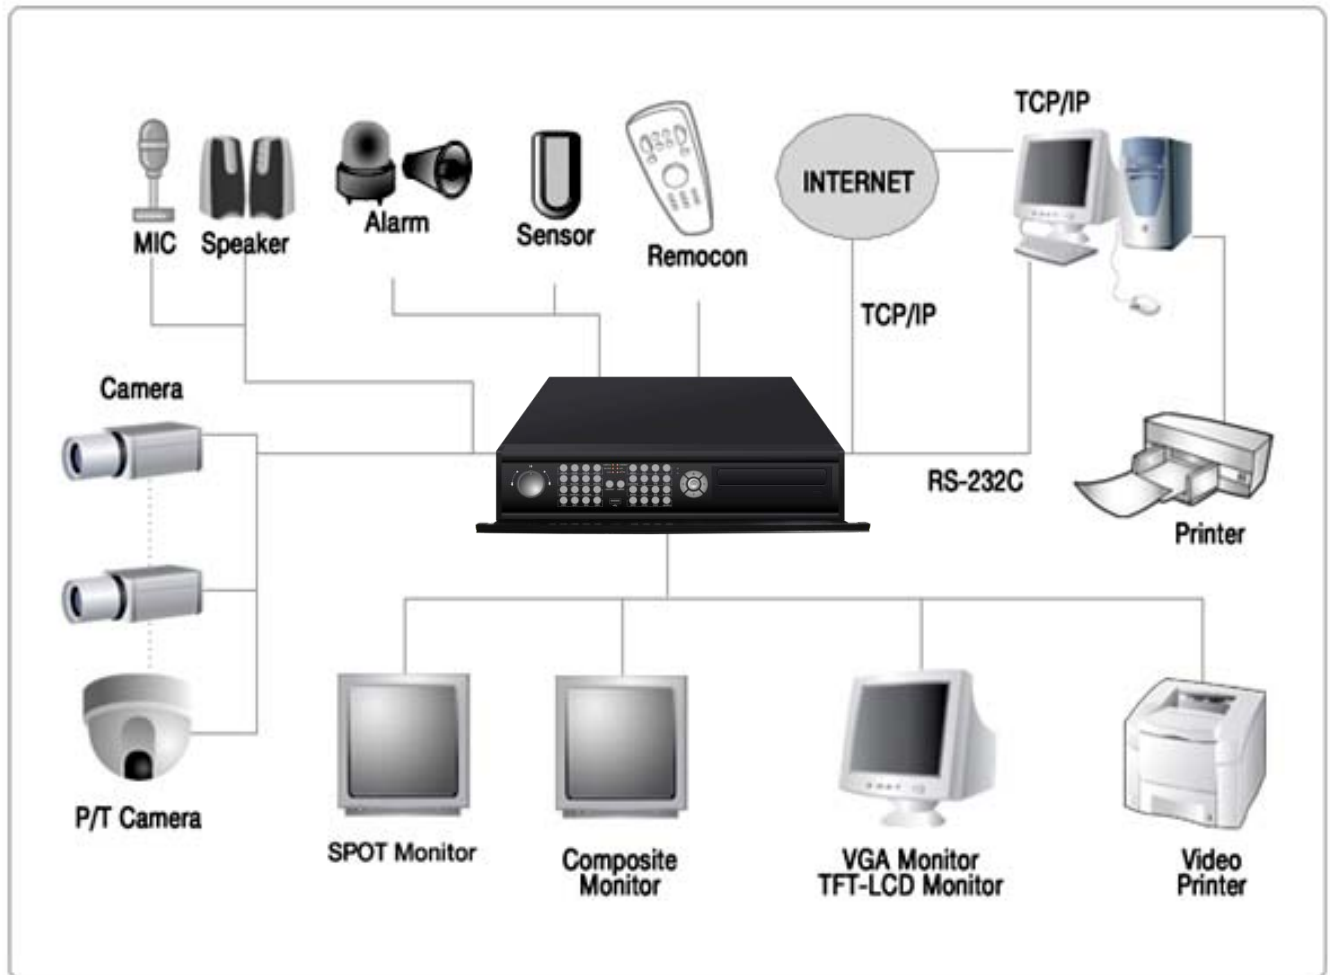 TCP/IP
INTERNET
MIC
Speaker
Alarm
Sensor
Remocon
TCP/IP
Camera
RS-232C
Printer
P/T Camera
SPOT Monitor
Composite
Monitor
VGA Monitor
TFT-LCD Monitor
Video
Printer